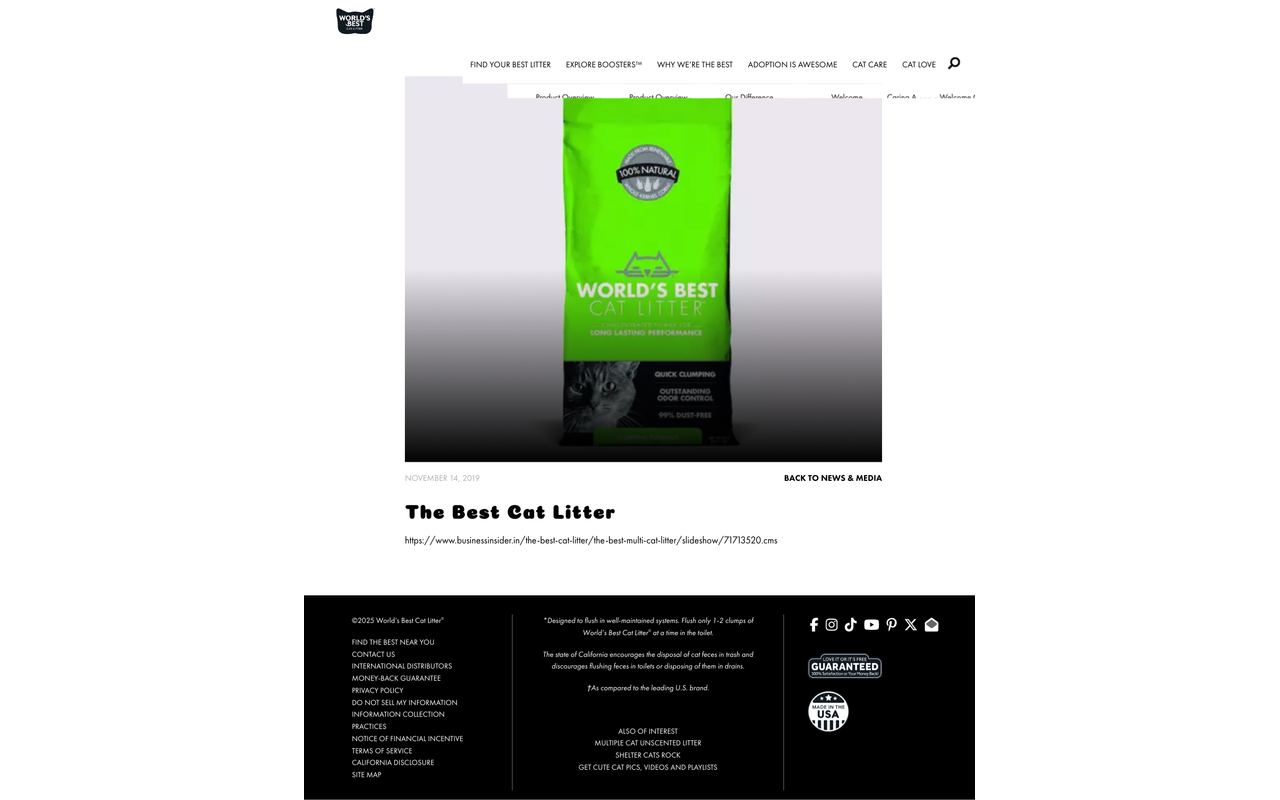 WORLD'S
BEST
CAT LITTER
FIND YOUR BEST LITTER EXPLORE BOOSTERS™ WHY WE'RE THE BEST ADOPTION IS AWESOME CAT CARE CAT LOVE
Product Overview Product Overview Our Difference Welcome Caring A Welcome
MADE FROM RENEWABLE
100% NATURAL
WHOLE-KERNEL CORN
WORLD'S BEST
CAT LITTER™
LONG LASTING PERFORMANCE
QUICK CLUMPING
OUTSTANDING
ODOR CONTROL
99% DUST-FREE
NOVEMBER 14, 2019 BACK TO NEWS & MEDIA
The Best Cat Litter
https://www.businessinsider.in/the-best-cat-litter/the-best-multi-cat-litter/slideshow/71713520.cms
©2025 World's Best Cat Litter®
FIND THE BEST NEAR YOU
CONTACT US
INTERNATIONAL DISTRIBUTORS
MONEY-BACK GUARANTEE
PRIVACY POLICY
DO NOT SELL MY INFORMATION
INFORMATION COLLECTION
PRACTICES
NOTICE OF FINANCIAL INCENTIVE
TERMS OF SERVICE
CALIFORNIA DISCLOSURE
SITE MAP
*Designed to flush in well-maintained systems. Flush only 1-2 clumps of
World's Best Cat Litter® at a time in the toilet.
The state of California encourages the disposal of cat feces in trash and
discourages flushing feces in toilets or disposing of them in drains.
†As compared to the leading U.S. brand.
ALSO OF INTEREST
MULTIPLE CAT UNSCENTED LITTER
SHELTER CATS ROCK
GET CUTE CAT PICS, VIDEOS AND PLAYLISTS
LOVE IT OR IT'S FREE
GUARANTEED
100% Satisfaction or Your Money Back!
MADE IN THE
USA